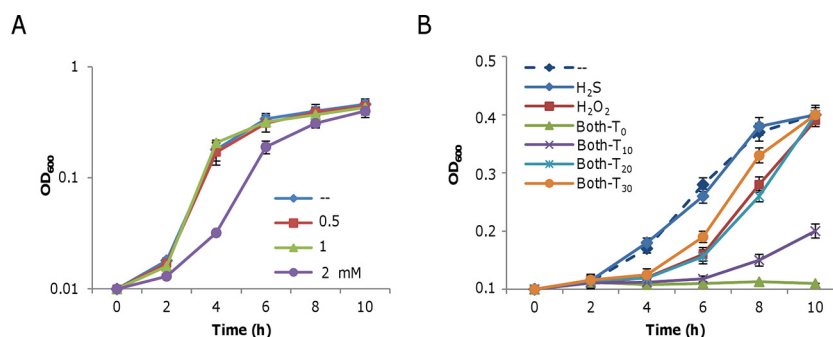 A
B
1
0.1
0.01
OD600
0 2 4 6 8 10
Time (h)
--
0.5
1
2 mM
0.5
0.4
0.3
0.2
0.1
OD600
0 2 4 6 8 10
Time (h)
--
H2S
H2O2
Both-T0
Both-T10
Both-T20
Both-T30